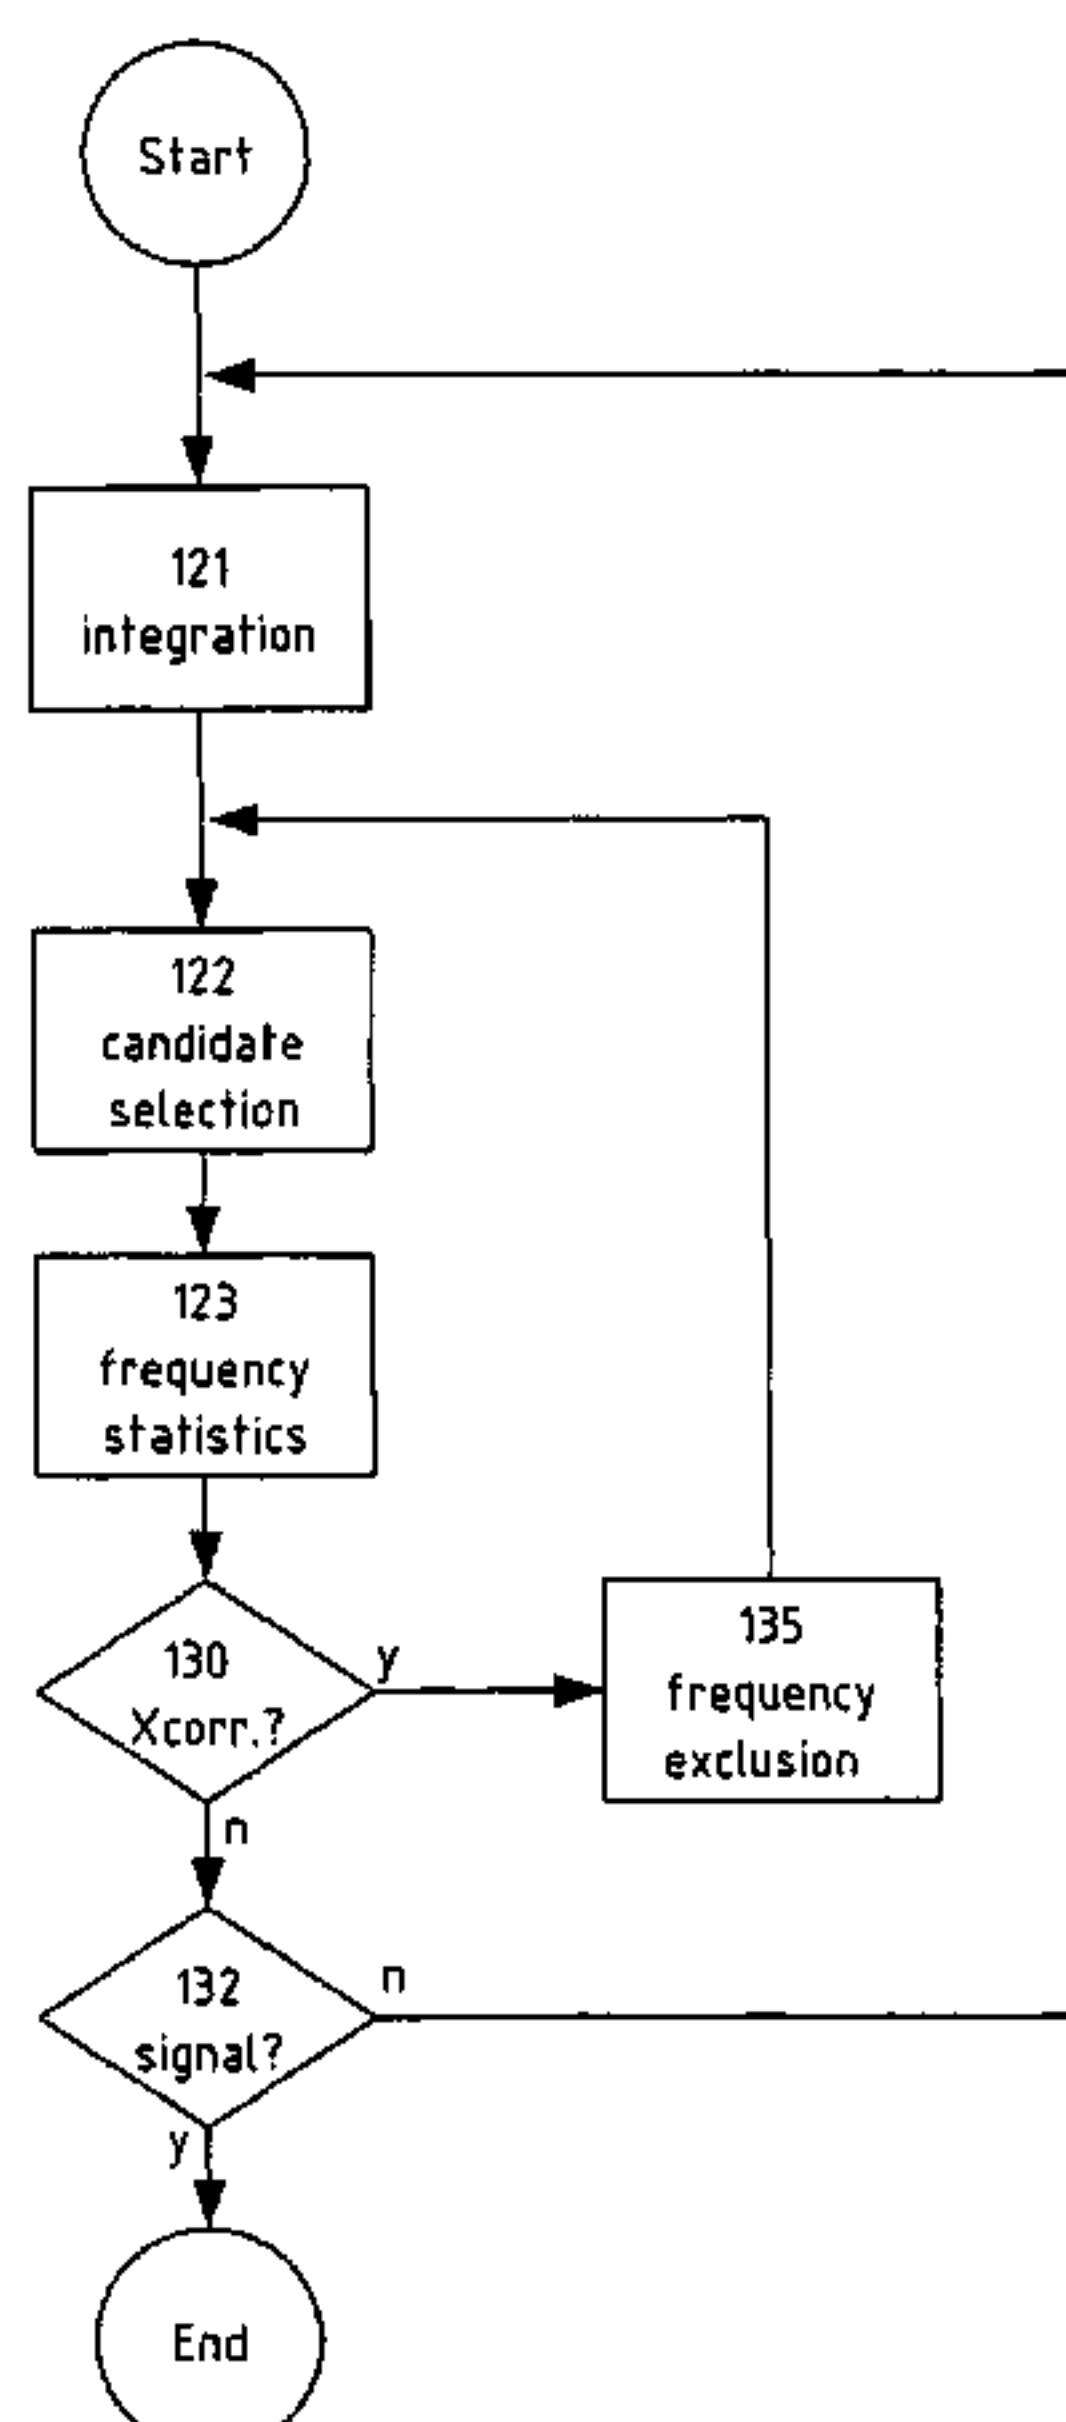 Start
121
integration
122
candidate
selection
123
frequency
statistics
130
Xcorr.?
y
135
frequency
exclusion
n
132
signal?
n
y
End